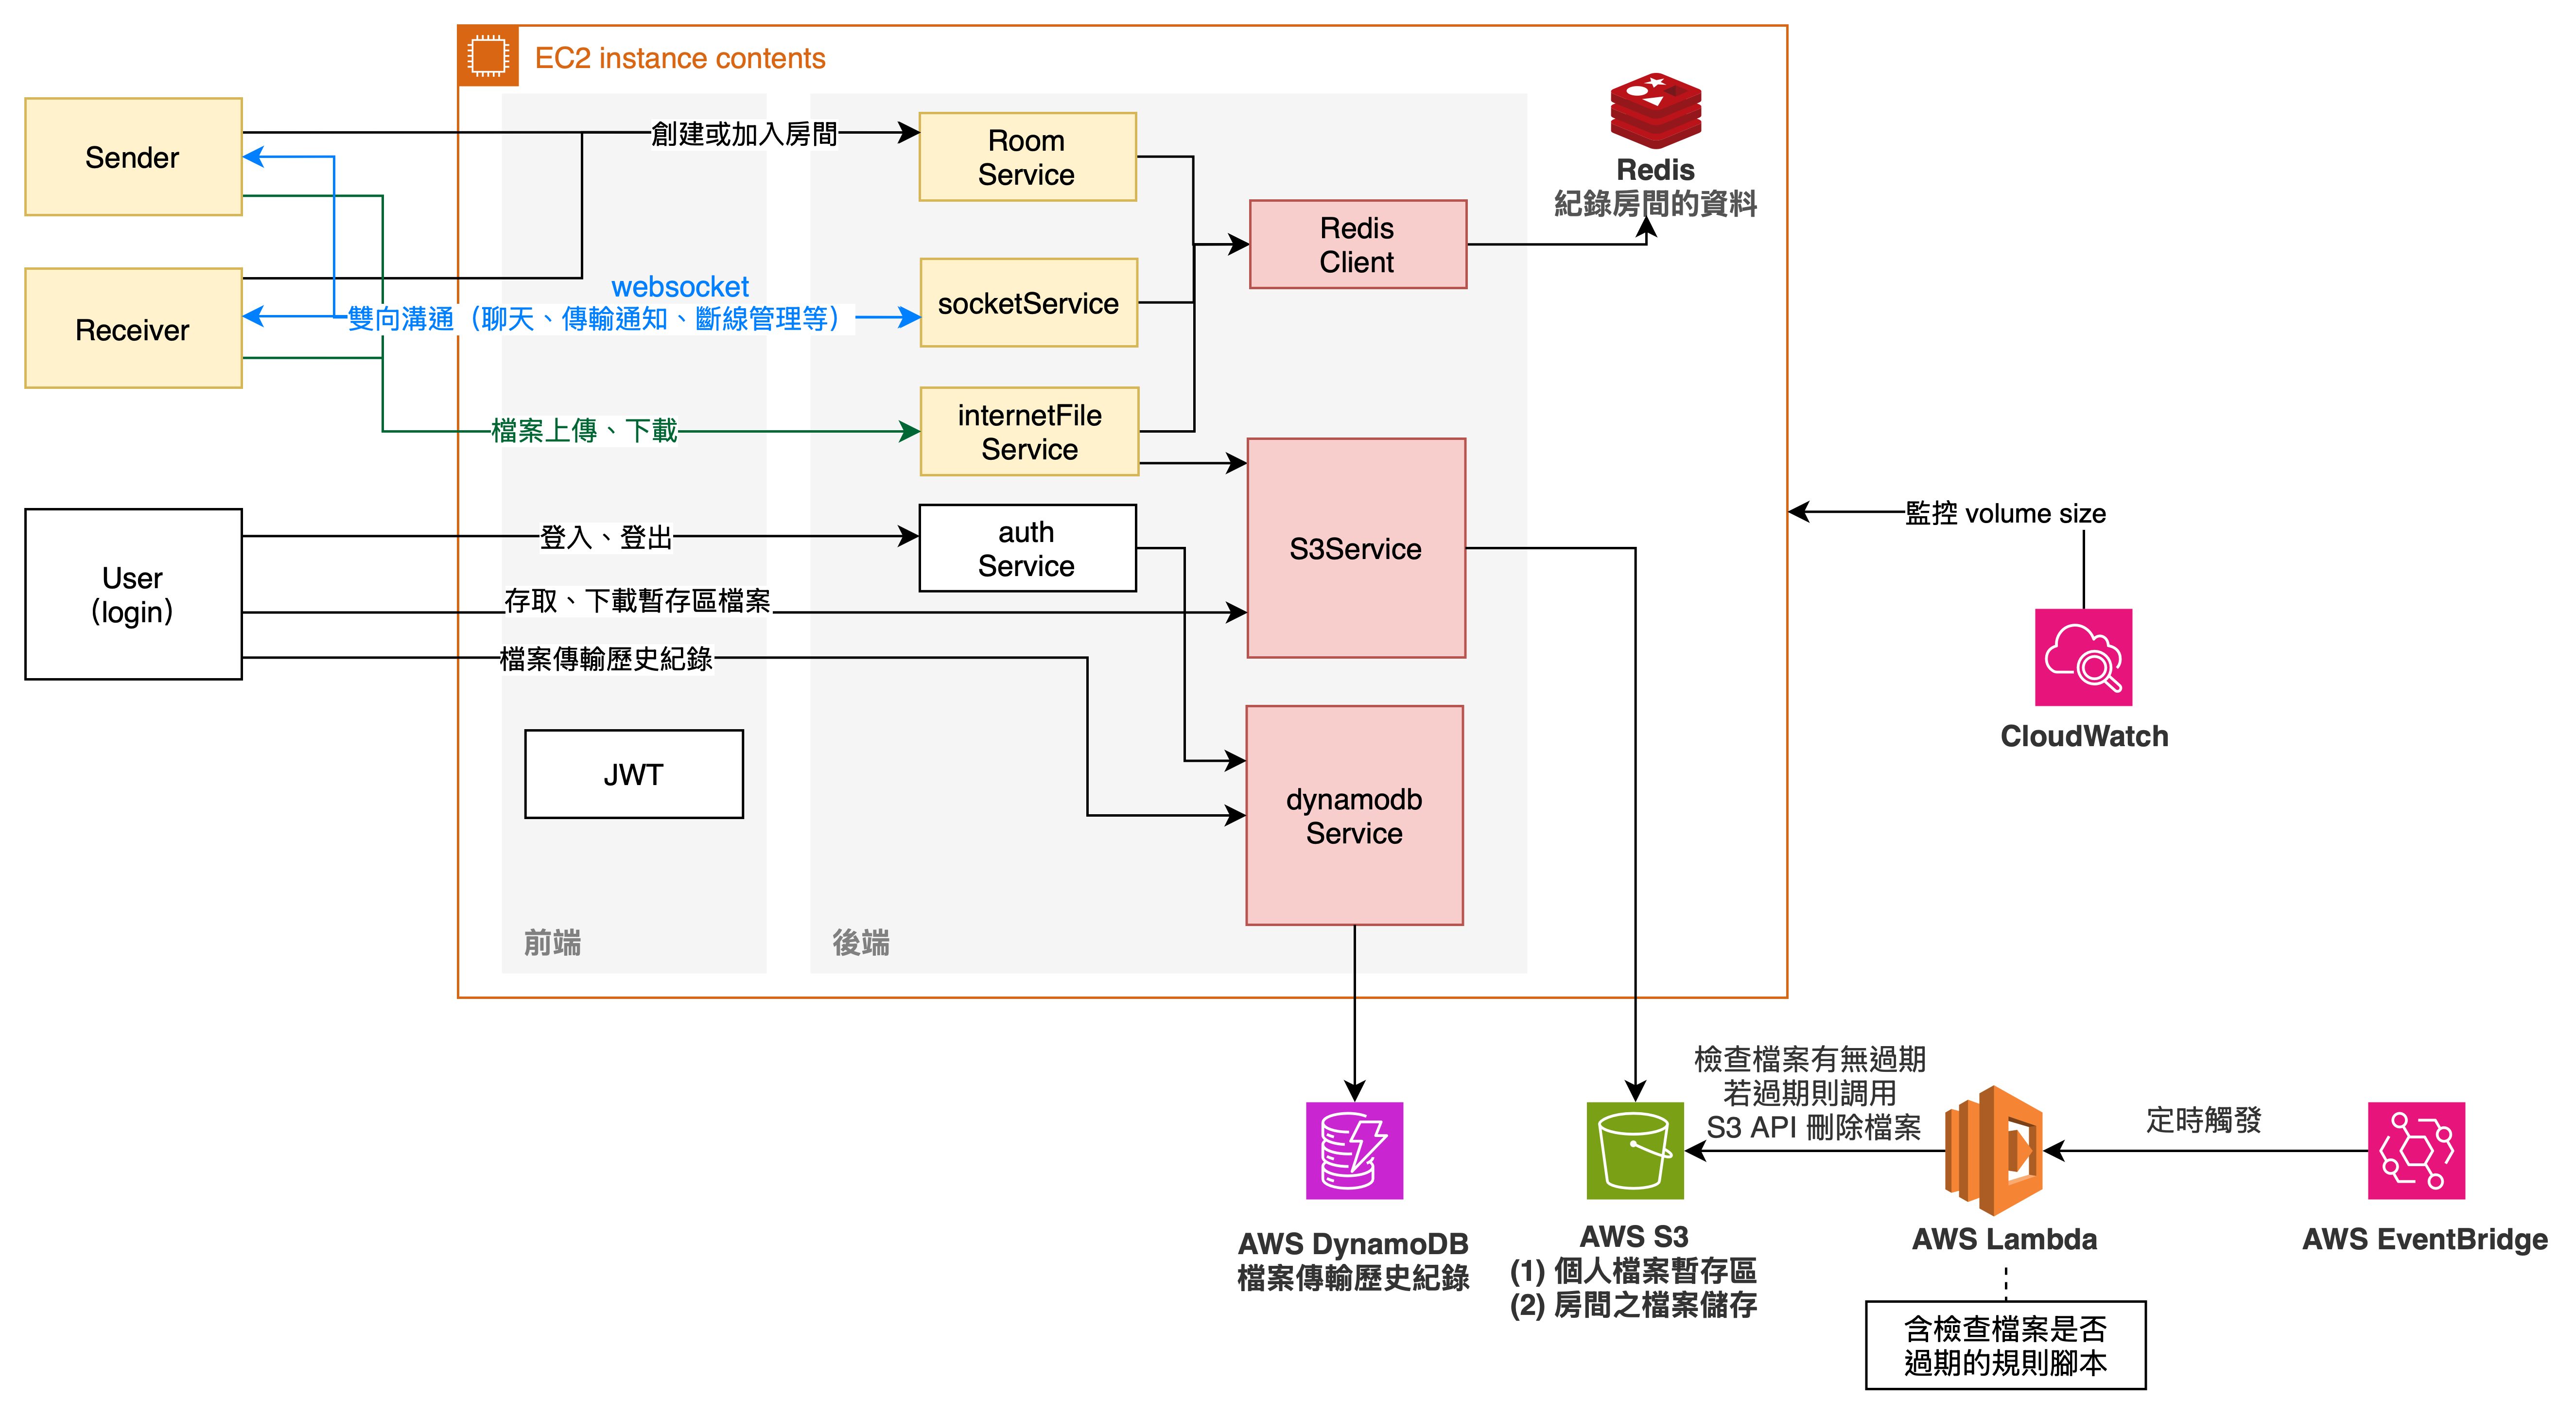 EC2 instance contents
Sender
創建或加入房間
Room
Service
Redis
紀錄房間的資料
Redis
Client
Receiver
websocket
雙向溝通（聊天、傳輸通知、斷線管理等）
socketService
檔案上傳、下載
internetFile
Service
User
(login)
登入、登出
auth
Service
S3Service
存取、下載暫存區檔案
檔案傳輸歷史紀錄
監控 volume size
CloudWatch
JWT
dynamodb
Service
前端
後端
檢查檔案有無過期
若過期則調用
S3 API 刪除檔案
定時觸發
AWS DynamoDB
檔案傳輸歷史紀錄
AWS S3
(1) 個人檔案暫存區
(2) 房間之檔案儲存
AWS Lambda
AWS EventBridge
含檢查檔案是否
過期的規則腳本